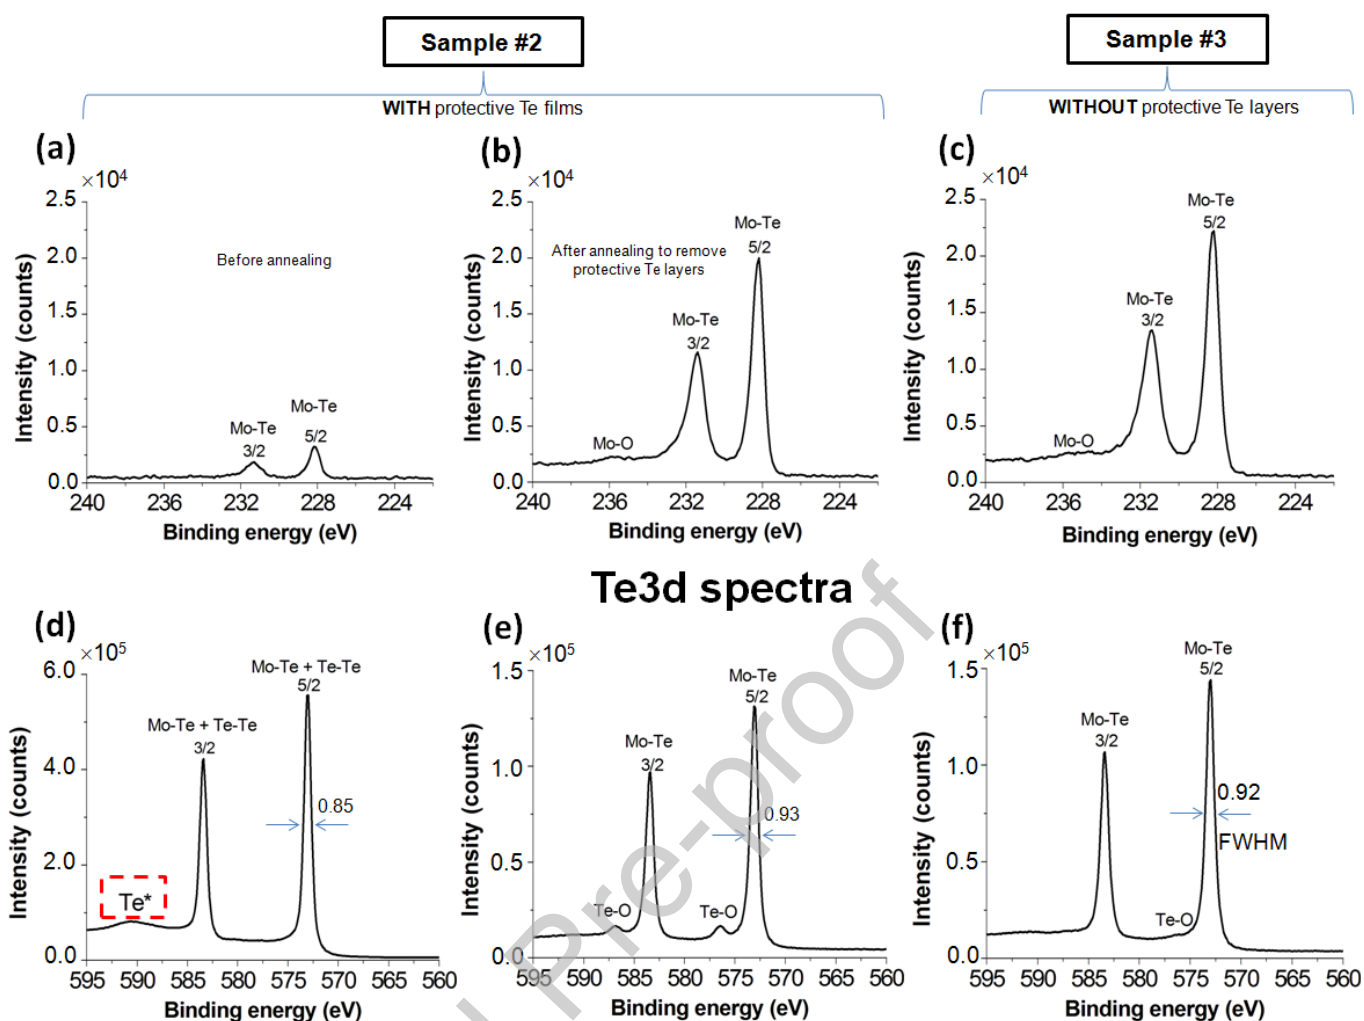 Sample #2
Sample #3
WITH protective Te films
WITHOUT protective Te layers
(a)
×10⁴
2.5
2.0
1.5
1.0
0.5
0.0
Intensity (counts)
Before annealing
Mo-Te
3/2
Mo-Te
5/2
240 236 232 228 224
Binding energy (eV)
(b)
×10⁴
2.5
2.0
1.5
1.0
0.5
0.0
Intensity (counts)
After annealing to remove
protective Te layers
Mo-O
Mo-Te
3/2
Mo-Te
5/2
240 236 232 228 224
Binding energy (eV)
(c)
×10⁴
2.5
2.0
1.5
1.0
0.5
0.0
Intensity (counts)
Mo-O
Mo-Te
3/2
Mo-Te
5/2
240 236 232 228 224
Binding energy (eV)
Te3d spectra
(d)
×10⁵
6.0
4.0
2.0
0.0
Intensity (counts)
Te*
Mo-Te + Te-Te
3/2
Mo-Te + Te-Te
5/2
0.85
595 590 585 580 575 570 565 560
Binding energy (eV)
(e)
×10⁵
1.5
1.0
0.5
0.0
Intensity (counts)
Te-O
Mo-Te
3/2
Te-O
Mo-Te
5/2
0.93
595 590 585 580 575 570 565 560
Binding energy (eV)
(f)
×10⁵
1.5
1.0
0.5
0.0
Intensity (counts)
Mo-Te
3/2
Te-O
Mo-Te
5/2
0.92
FWHM
595 590 585 580 575 570 565 560
Binding energy (eV)
Pre-proof